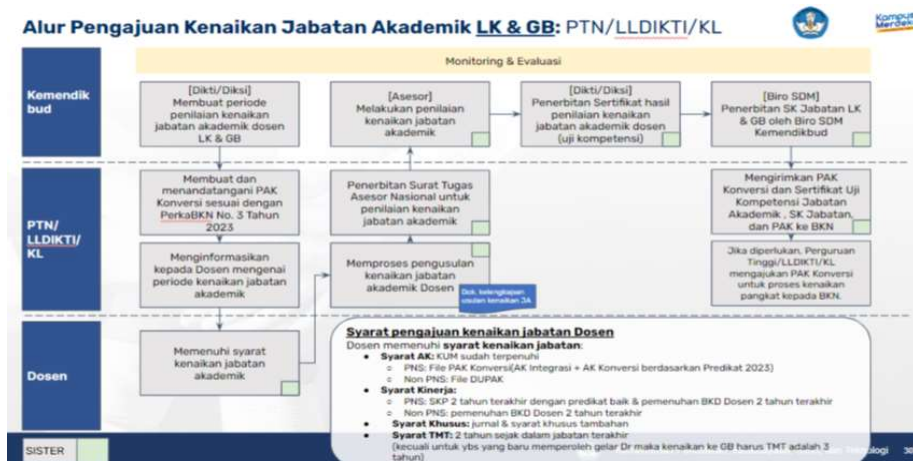 Alur Pengajuan Kenaikan Jabatan Akademik LK & GB: PTN/LLDIKTI/KL
Kampus
Merdeka
Monitoring & Evaluasi
Kemendik
bud
[Dikti/Diksi]
Membuat periode
penilaian kenaikan
jabatan akademik dosen
LK & GB
[Asesor]
Melakukan penilaian
kenaikan jabatan
akademik
[Dikti/Diksi]
Penerbitan Sertifikat hasil
penilaian kenaikan
jabatan akademik dosen
(uji kompetensi)
[Biro SDM]
Penerbitan SK Jabatan LK
& GB oleh Biro SDM
Kemendikbud
PTN/
LLDIKTI/
KL
Membuat dan
menandatangani PAK
Konversi sesuai dengan
PerkaBKN No. 3 Tahun
2023
Penerbitan Surat Tugas
Asesor Nasional untuk
penilaian kenaikan
jabatan akademik
Mengirimkan PAK
Konversi dan Sertifikat Uji
Kompetensi Jabatan
Akademik , SK Jabatan,
dan PAK ke BKN
Menginformasikan
kepada Dosen mengenai
periode kenaikan jabatan
akademik
Memproses pengusulan
kenaikan jabatan
akademik Dosen
Dok. kelengkapan
usulan kenaikan JA
Jika diperlukan, Perguruan
Tinggi/LLDIKTI/KL
mengajukan PAK Konversi
untuk proses kenaikan
pangkat kepada BKN.
Dosen
Memenuhi syarat
kenaikan jabatan
akademik
Syarat pengajuan kenaikan jabatan Dosen
Dosen memenuhi syarat kenaikan jabatan:
• Syarat AK: KUM sudah terpenuhi
○ PNS: File PAK Konversi(AK Integrasi + AK Konversi berdasarkan Predikat 2023)
○ Non PNS: File DUPAK
• Syarat Kinerja:
○ PNS: SKP 2 tahun terakhir dengan predikat baik & pemenuhan BKD Dosen 2 tahun terakhir
○ Non PNS: pemenuhan BKD Dosen 2 tahun terakhir
• Syarat Khusus: jurnal & syarat khusus tambahan
• Syarat TMT: 2 tahun sejak dalam jabatan terakhir
(kecuali untuk ybs yang baru memperoleh gelar Dr maka kenaikan ke GB harus TMT adalah 3
tahun)
SISTER